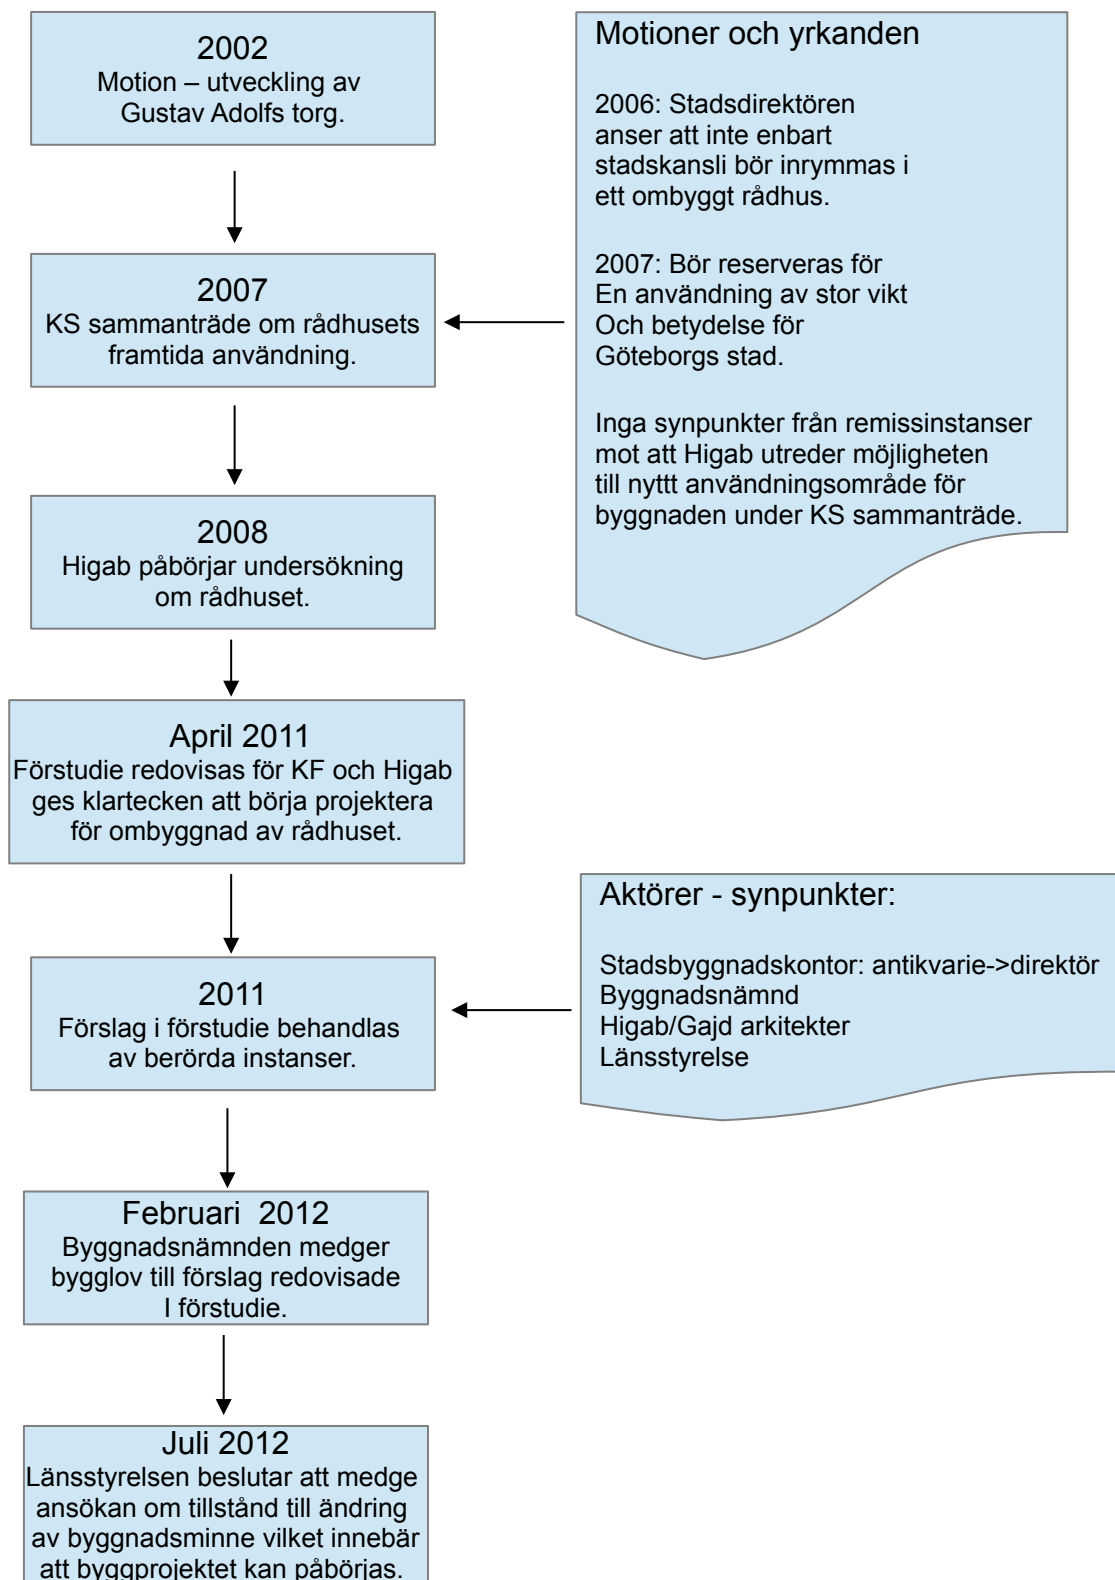 2002
Motion – utveckling av
Gustav Adolfs torg.
Motioner och yrkanden
2006: Stadsdirektören
anser att inte enbart
stadskansli bör inrymmas i
ett ombyggt rådhus.
2007: Bör reserveras för
En användning av stor vikt
Och betydelse för
Göteborgs stad.
Inga synpunkter från remissinstanser
mot att Higab utreder möjligheten
till nyttt användningsområde för
byggnaden under KS sammanträde.
2007
KS sammanträde om rådhusets
framtida användning.
2008
Higab påbörjar undersökning
om rådhuset.
April 2011
Förstudie redovisas för KF och Higab
ges klartecken att börja projektera
för ombyggnad av rådhuset.
Aktörer - synpunkter:
Stadsbyggnadskontor: antikvarie->direktör
Byggnadsnämnd
Higab/Gajd arkitekter
Länsstyrelse
2011
Förslag i förstudie behandlas
av berörda instanser.
Februari  2012
Byggnadsnämnden medger
bygglov till förslag redovisade
I förstudie.
Juli 2012
Länsstyrelsen beslutar att medge
ansökan om tillstånd till ändring
av byggnadsminne vilket innebär
att byggprojektet kan påbörjas.